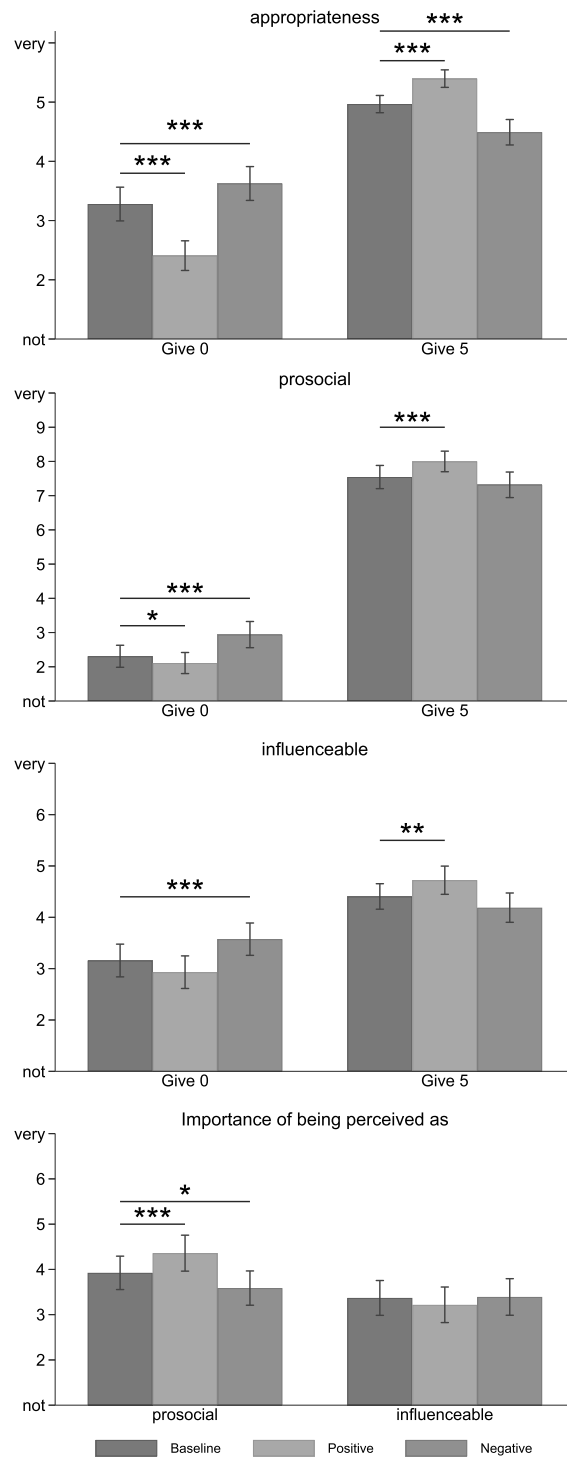 appropriateness
very
***
***
5
***
4
***
3
2
not
Give 0 Give 5
prosocial
very
9
***
8
7
6
5
4
***
3
*
2
not
Give 0 Give 5
influenceable
very
6
5
**
4
***
3
2
not
Give 0 Give 5
Importance of being perceived as
very
6
*
5
***
4
3
2
not
prosocial influenceable
Baseline Positive Negative